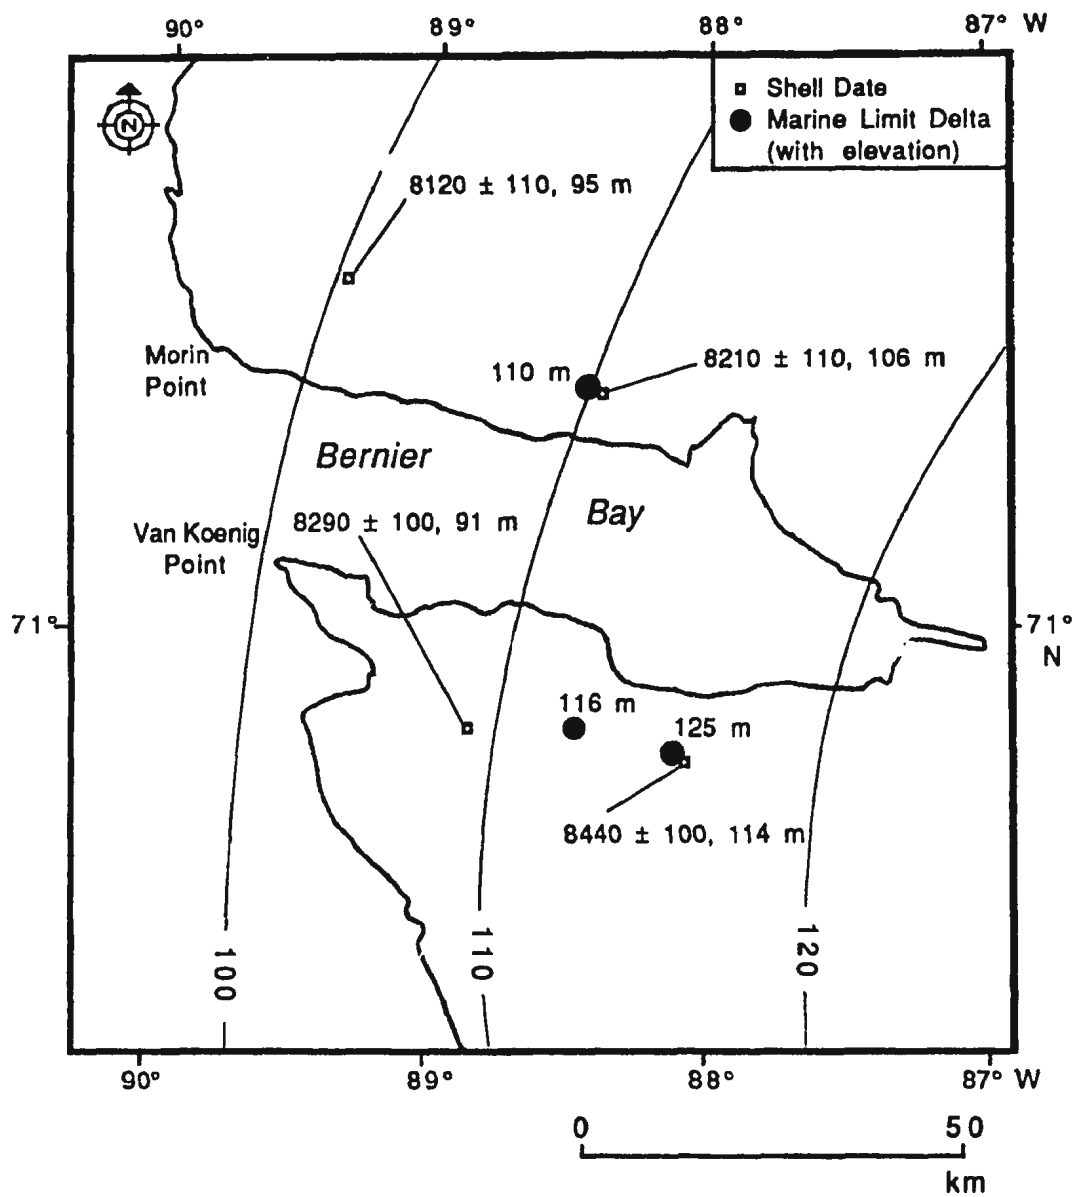 90° 89° 88° 87° W
N
Shell Date
Marine Limit Delta
(with elevation)
8120 ± 110, 95 m
Morin
Point
110 m
8210 ± 110, 106 m
Bernier
Bay
Van Koenig
Point
8290 ± 100, 91 m
71°
71°
N
116 m
125 m
8440 ± 100, 114 m
100
110
120
90° 89° 88° 87° W
0 50
km